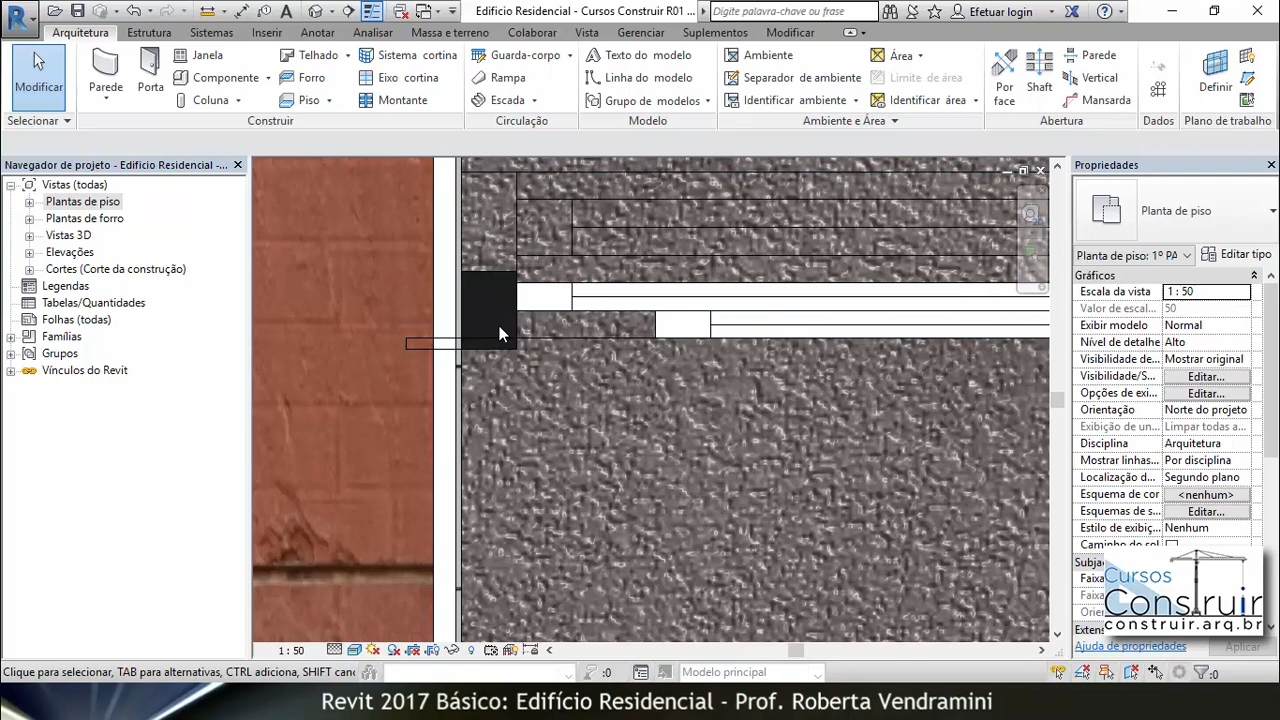 Edifício Residencial - Cursos Construir R01 ...
Digite palavra-chave ou frase
Efetuar login
Arquitetura Estrutura Sistemas Inserir Anotar Analisar Massa e terreno Colaborar Vista Gerenciar Suplementos Modificar
Modificar
Parede
Porta
Janela
Componente
Coluna
Telhado
Forro
Piso
Sistema cortina
Eixo cortina
Montante
Guarda-corpo
Rampa
Escada
Texto do modelo
Linha do modelo
Grupo de modelos
Ambiente
Separador de ambiente
Identificar ambiente
Área
Limite de área
Identificar área
Por face
Shaft
Parede
Vertical
Mansarda
Definir
Selecionar
Construir
Circulação
Modelo
Ambiente e Área
Abertura
Dados
Plano de trabalho
Navegador de projeto - Edifício Residencial -...
Vistas (todas)
Plantas de piso
Plantas de forro
Vistas 3D
Elevações
Cortes (Corte da construção)
Legendas
Tabelas/Quantidades
Folhas (todas)
Famílias
Grupos
Vínculos do Revit
Propriedades
Planta de piso
Planta de piso: 1º PA
Editar tipo
Gráficos
Escala da vista 1 : 50
Valor de escal... 50
Exibir modelo Normal
Nível de detalhe Alto
Visibilidade de... Mostrar original
Visibilidade/S... Editar...
Opções de exi... Editar...
Orientação Norte do projeto
Exibição de un... Limpar todas a...
Disciplina Arquitetura
Mostrar linhas... Por disciplina
Localização d... Segundo plano
Esquema de cor <nenhum>
Esquemas de s... Editar...
Estilo de exibiç... Nenhum
Caminho do sol
Subjac
Faixa
Faixa
Orien
Exten
Ajuda de propriedades
Aplicar
Cursos
Construir
construir.arq.br
1 : 50
Clique para selecionar, TAB para alternativas, CTRL adiciona, SHIFT canc
:0
Modelo principal
:0
Revit 2017 Básico: Edifício Residencial - Prof. Roberta Vendramini